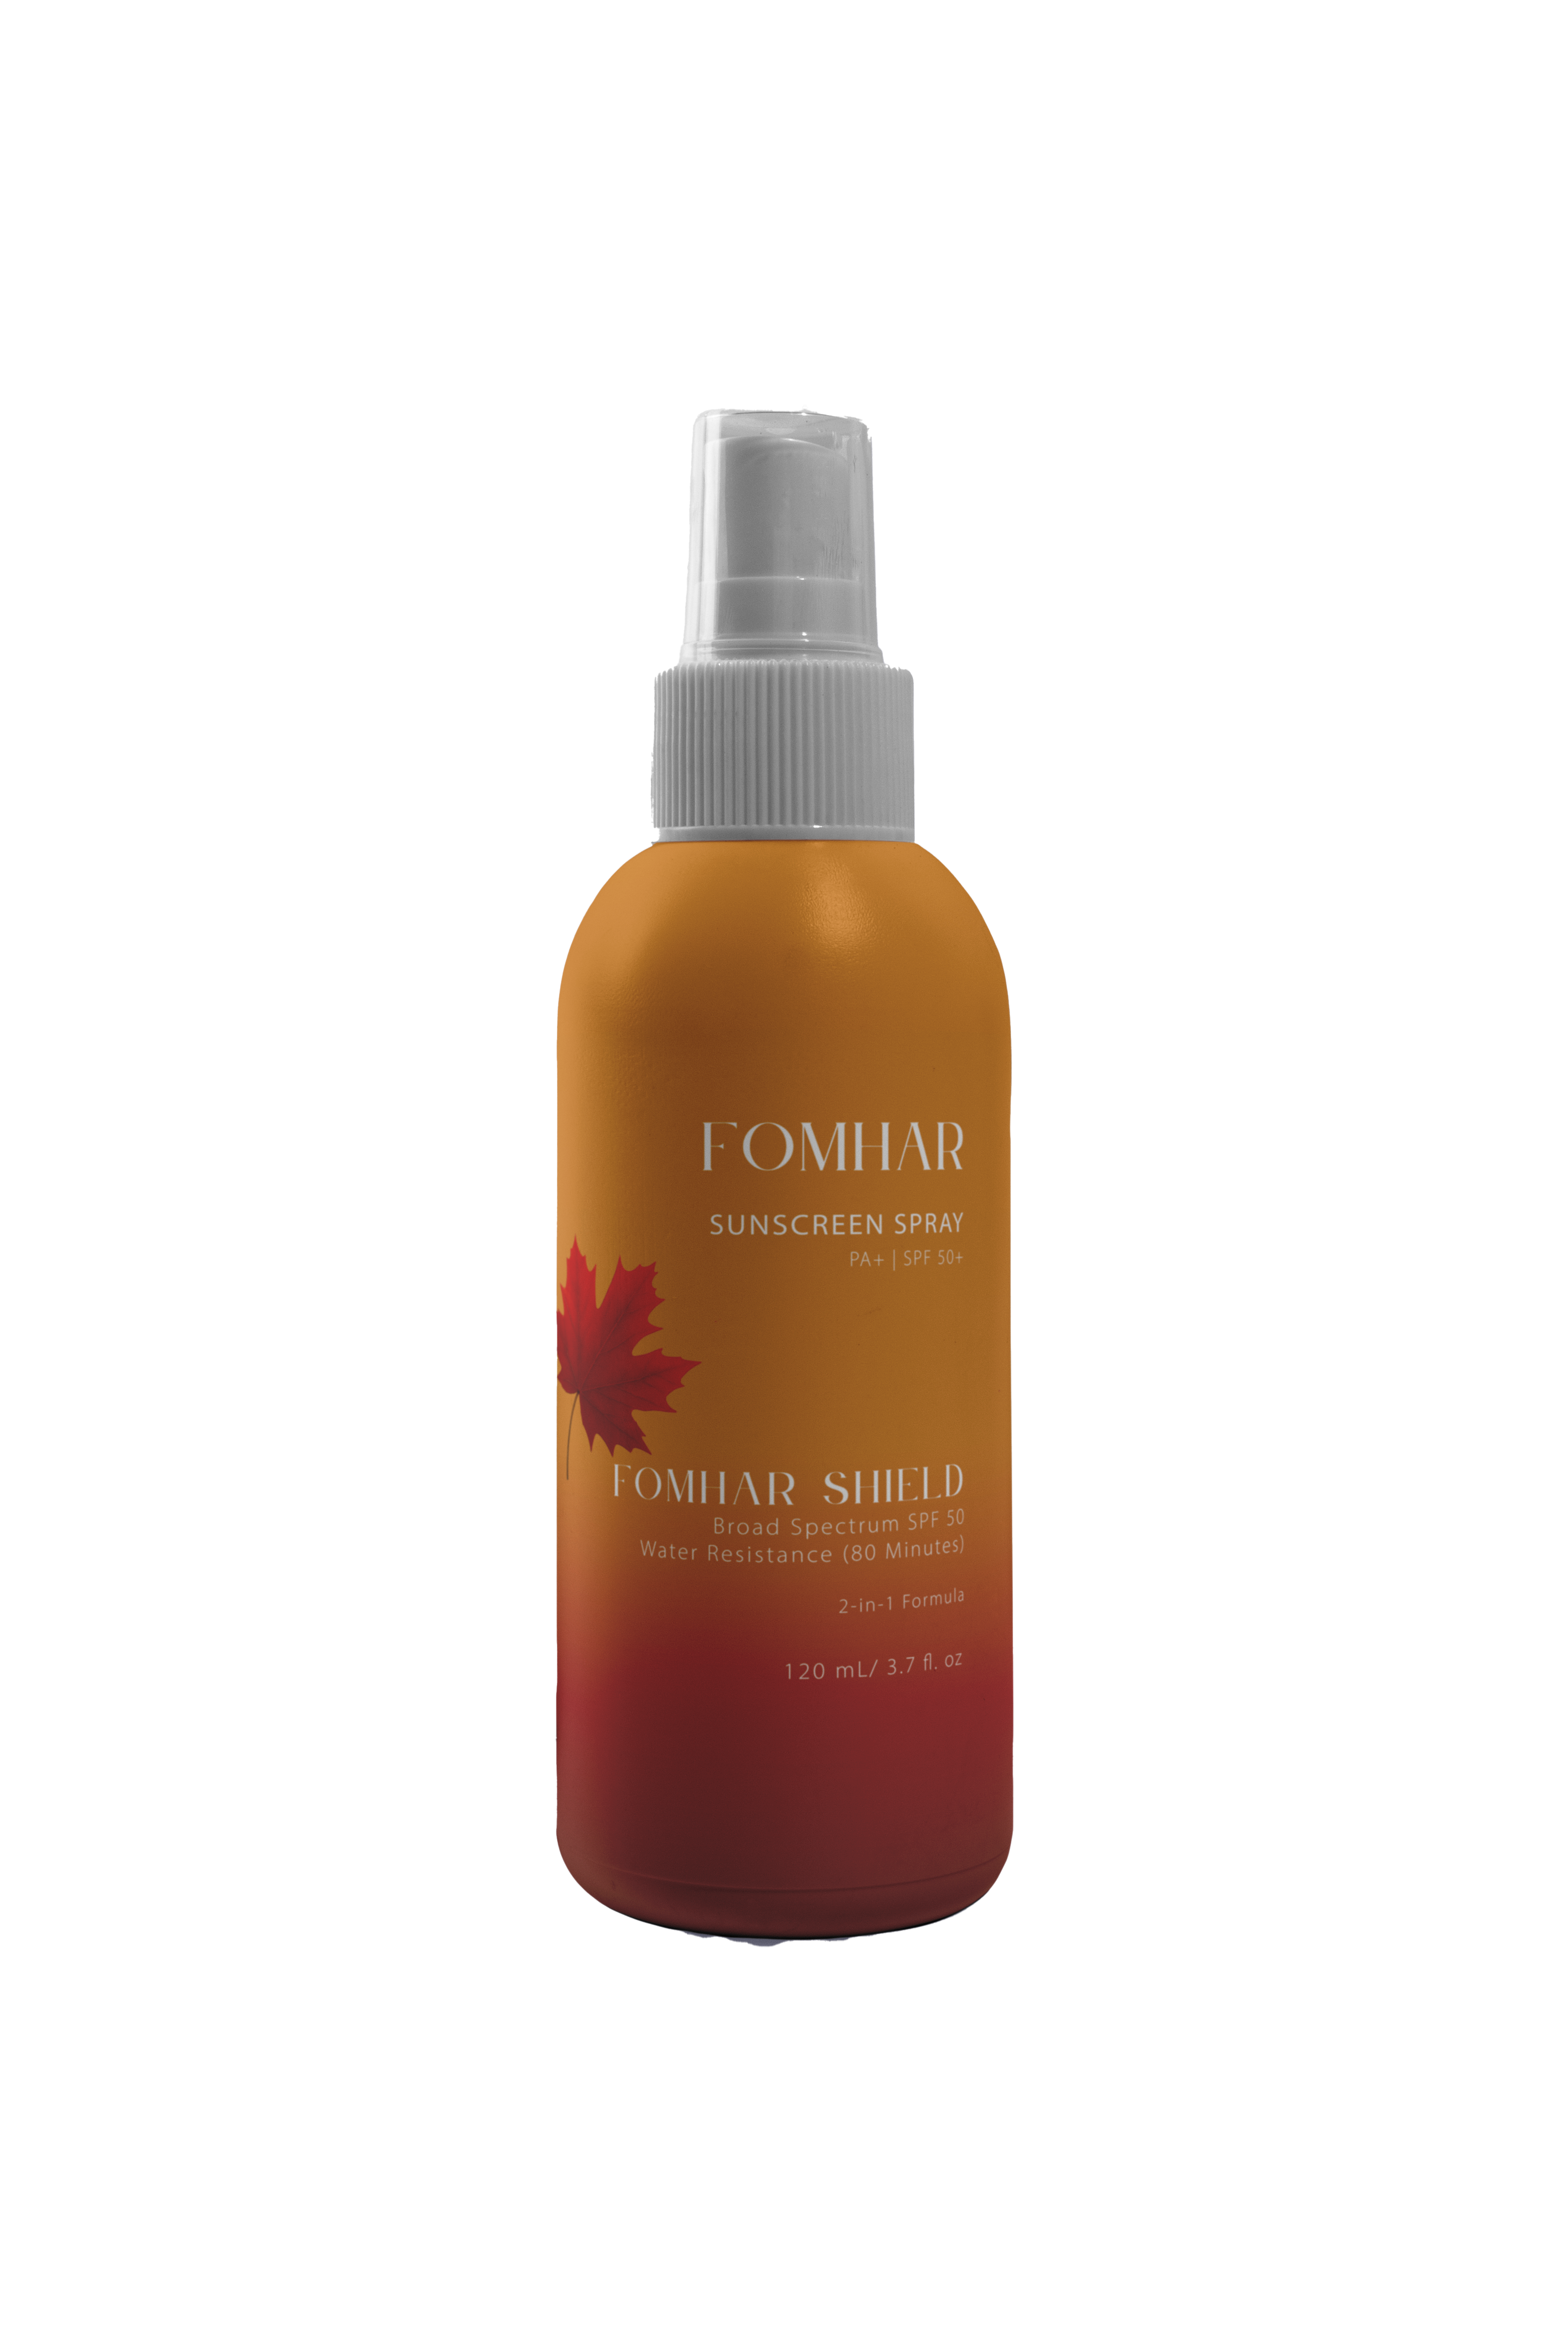 FOMHAR
SUNSCREEN SPRAY
PA+ | SPF 50+
FOMHAR SHIELD
Broad Spectrum SPF 50
Water Resistance (80 Minutes)
2-in-1 Formula
120 mL/ 3.7 fl. oz